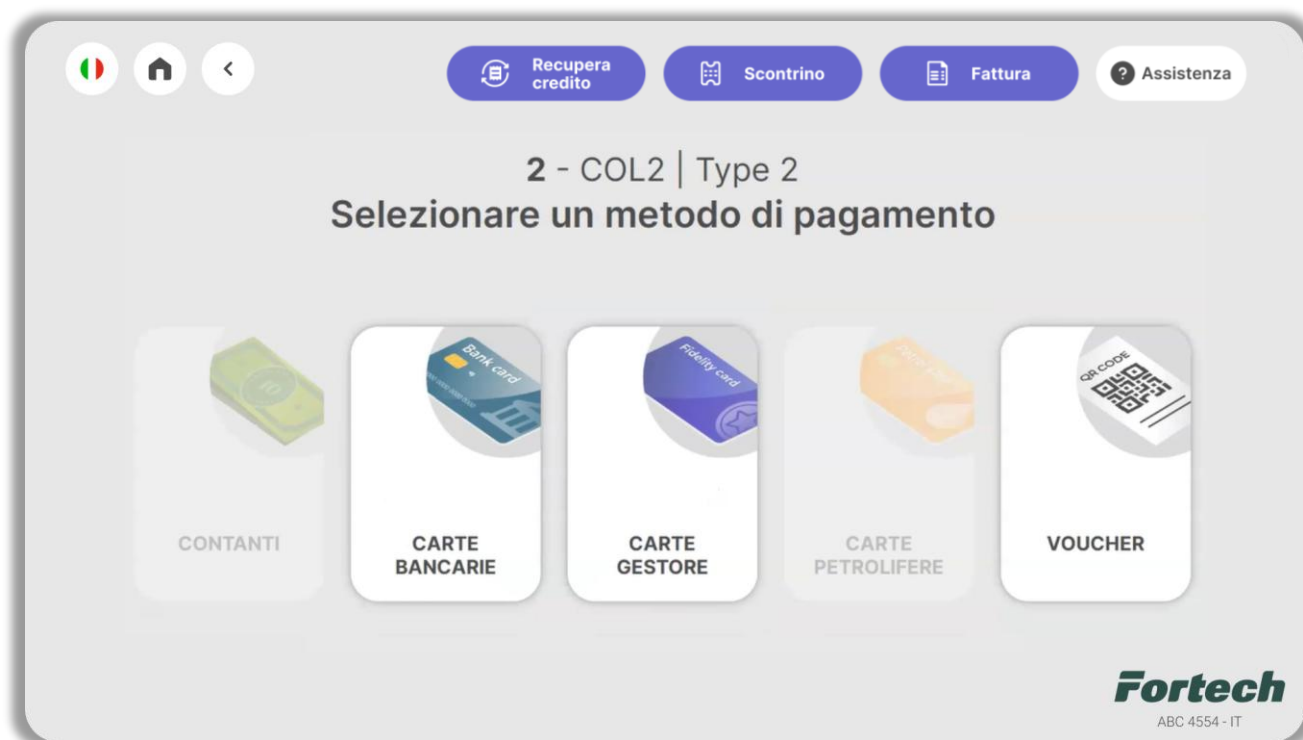 Recupera
credito
Scontrino
Fattura
? Assistenza
2 - COL2 | Type 2
Selezionare un metodo di pagamento
Bank card
Fidelity card
QR CODE
CONTANTI
CARTE
BANCARIE
CARTE
GESTORE
CARTE
PETROLIFERE
VOUCHER
Fortech
ABC 4554 - IT